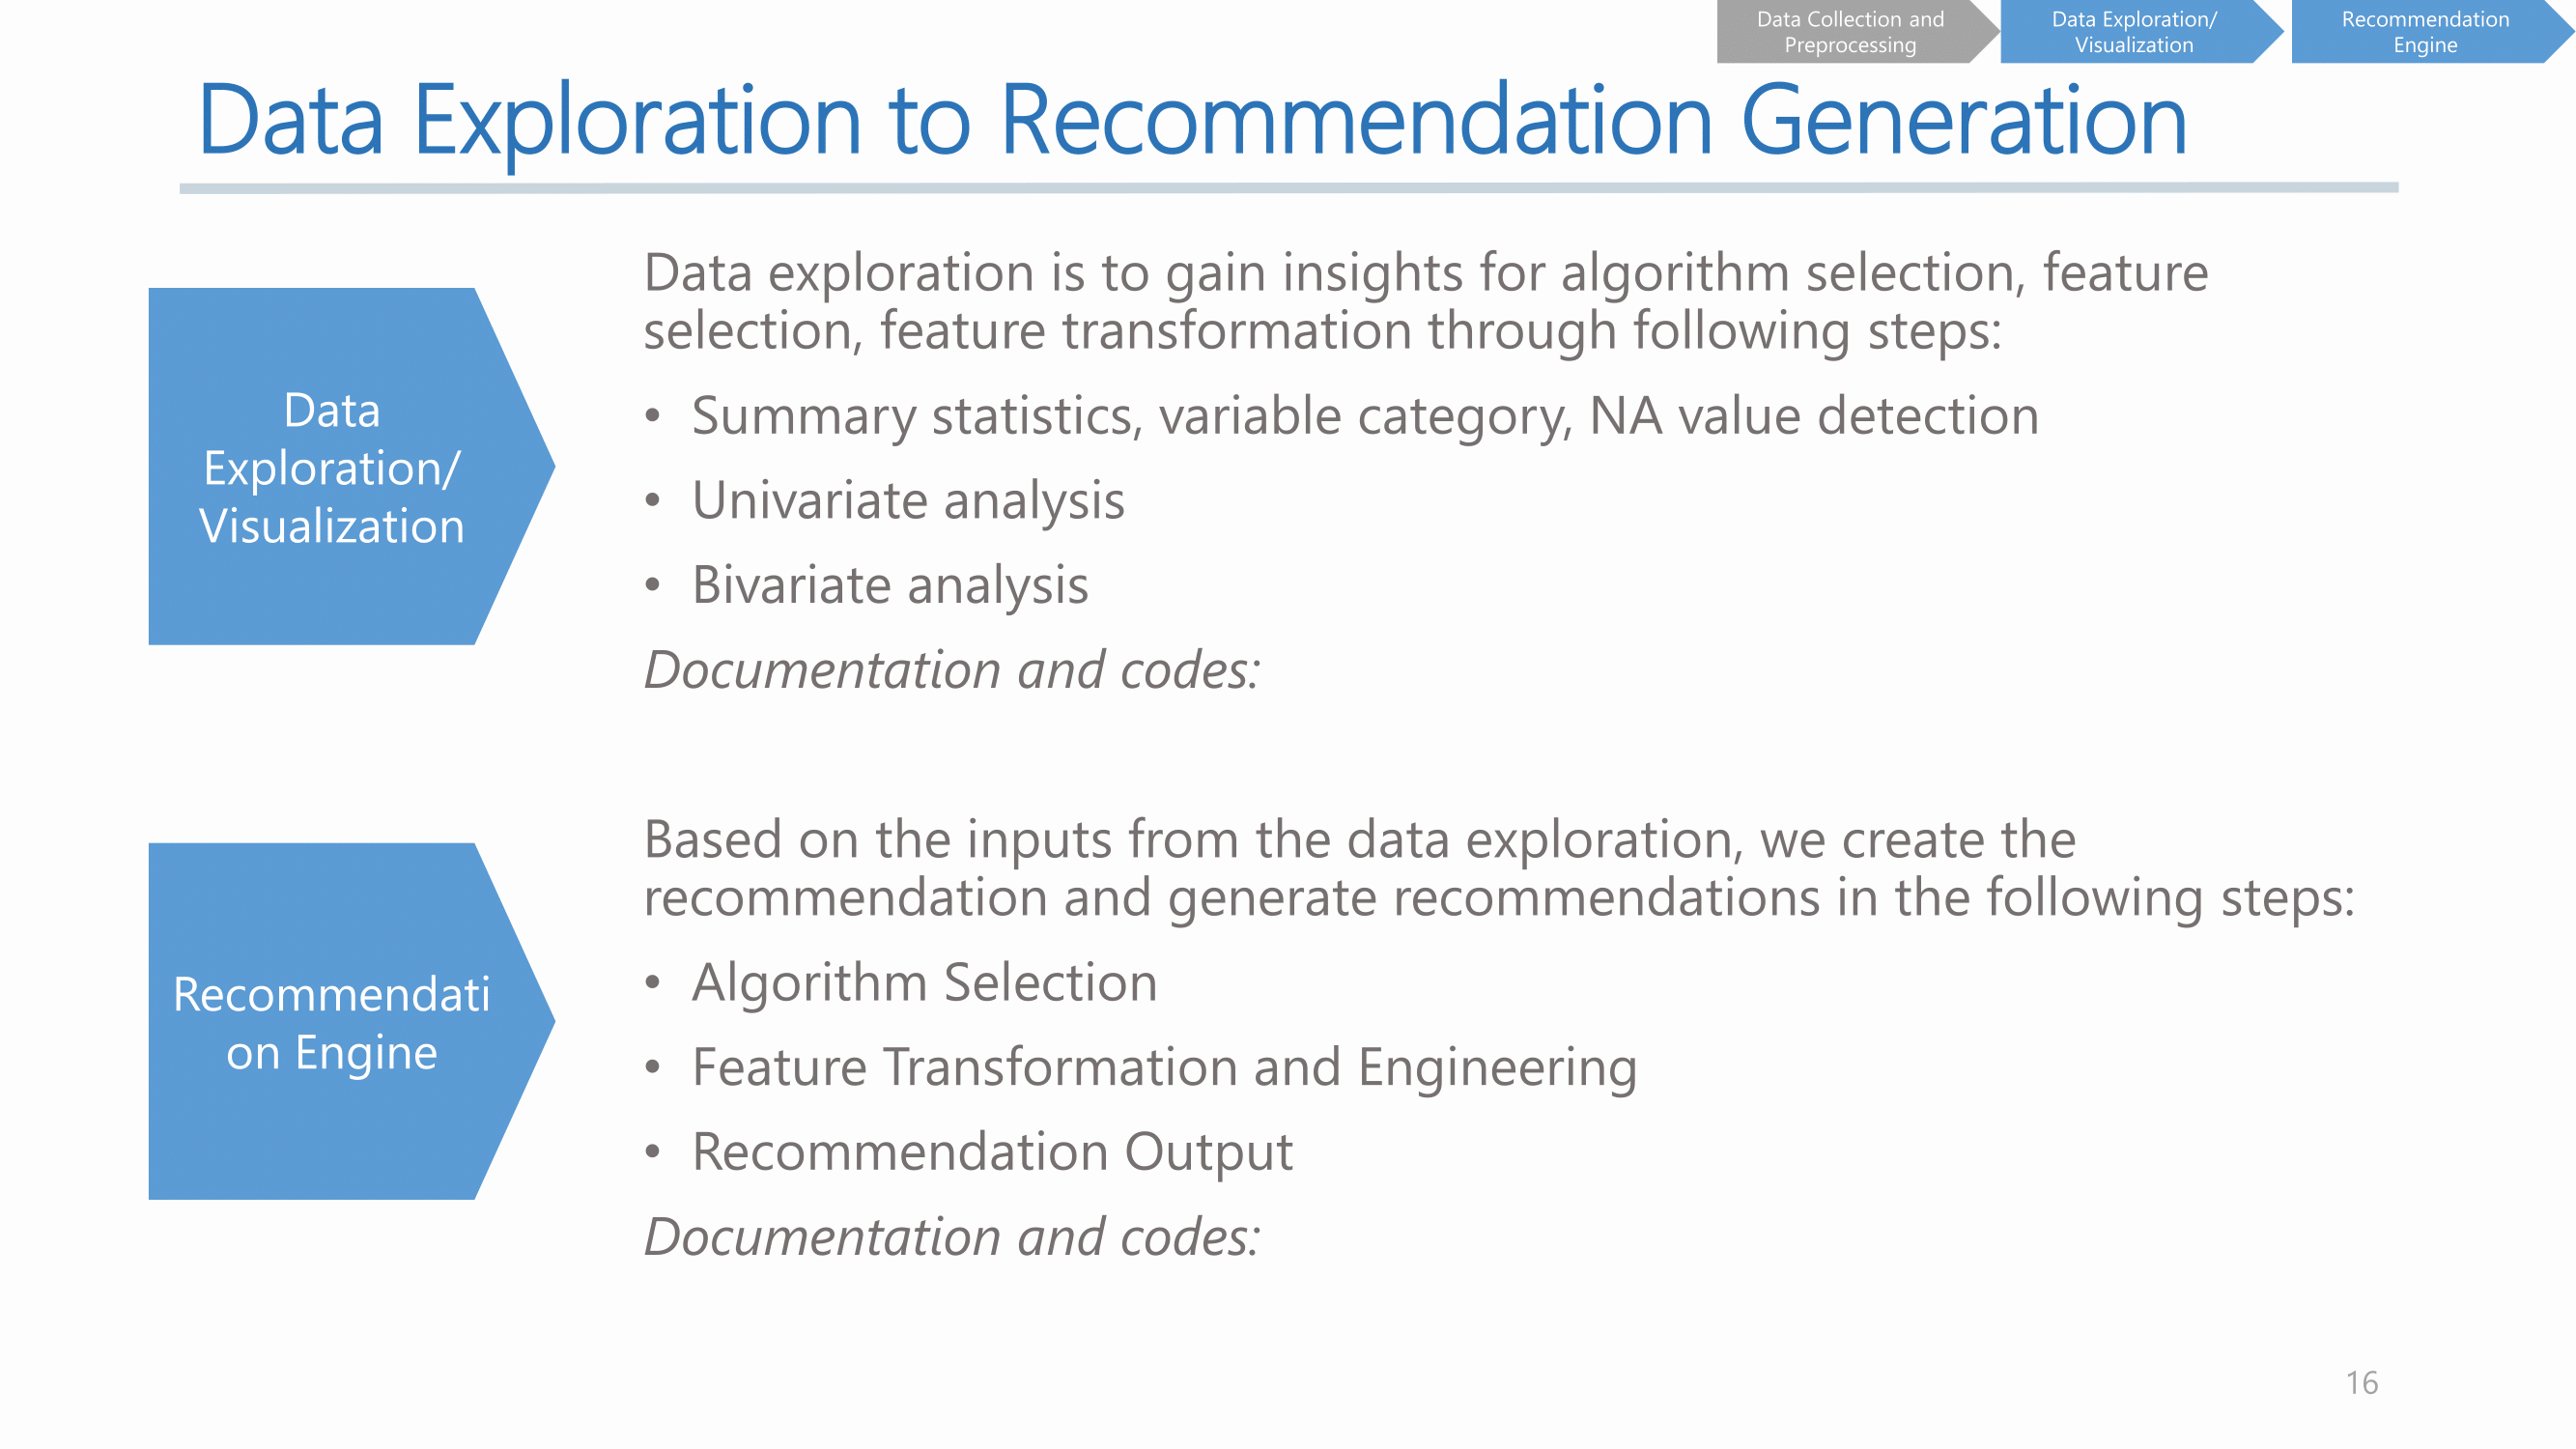 Data Collection and
Preprocessing
Data Exploration/
Visualization
Recommendation
Engine
Data Exploration to Recommendation Generation
Data
Exploration/
Visualization
Data exploration is to gain insights for algorithm selection, feature
selection, feature transformation through following steps:
• Summary statistics, variable category, NA value detection
• Univariate analysis
• Bivariate analysis
Documentation and codes:
Recommendati
on Engine
Based on the inputs from the data exploration, we create the
recommendation and generate recommendations in the following steps:
• Algorithm Selection
• Feature Transformation and Engineering
• Recommendation Output
Documentation and codes:
16